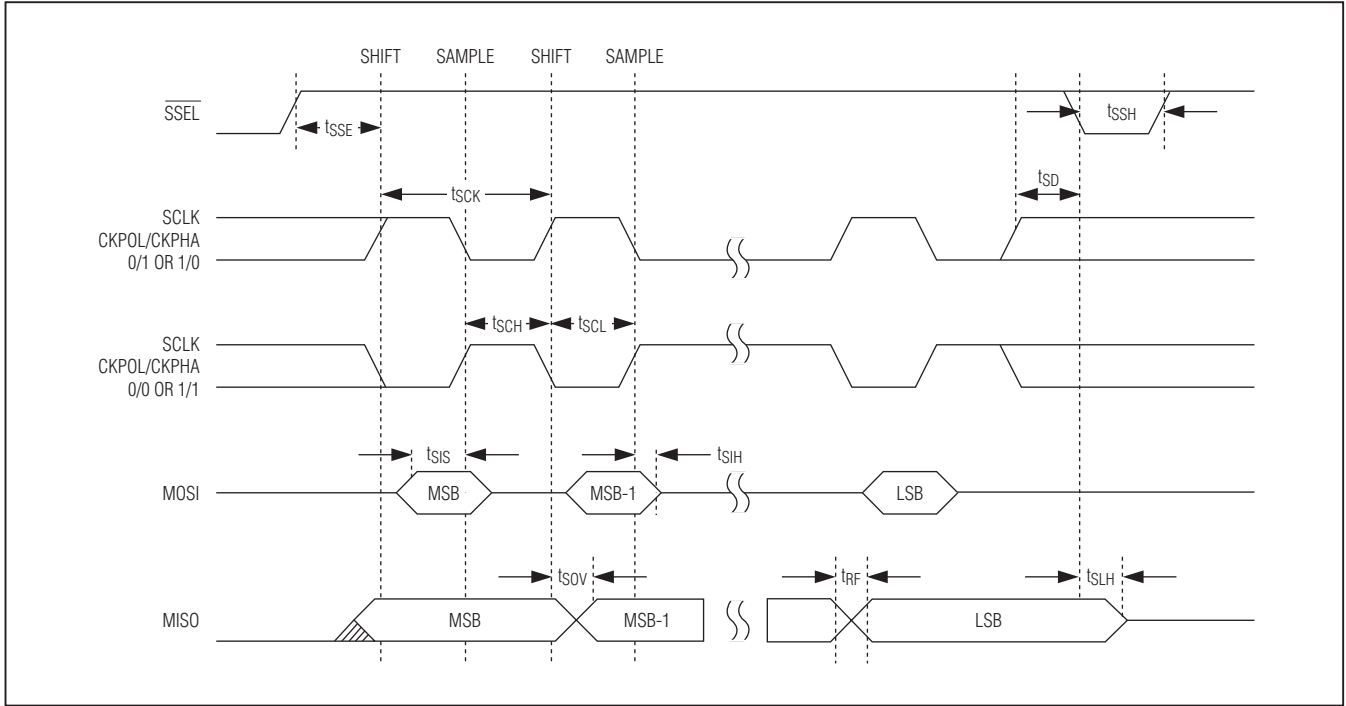 SHIFT SAMPLE SHIFT SAMPLE
SSEL
tSSE
tSSH
tSCK
tSD
SCLK
CKPOL/CKPHA
0/1 OR 1/0
tSCH tSCL
SCLK
CKPOL/CKPHA
0/0 OR 1/1
tSIS tSIH
MOSI MSB MSB-1 LSB
tSOV tRF tSLH
MISO MSB MSB-1 LSB